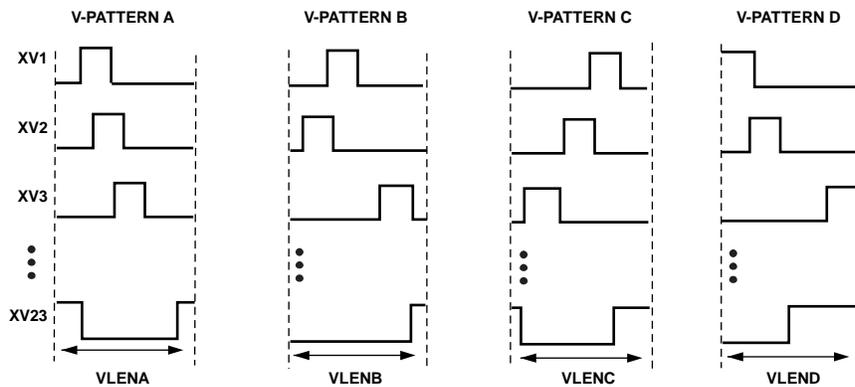 V-PATTERN A V-PATTERN B V-PATTERN C V-PATTERN D
XV1
XV2
XV3
XV23
VLENA VLENB VLENC VLEND